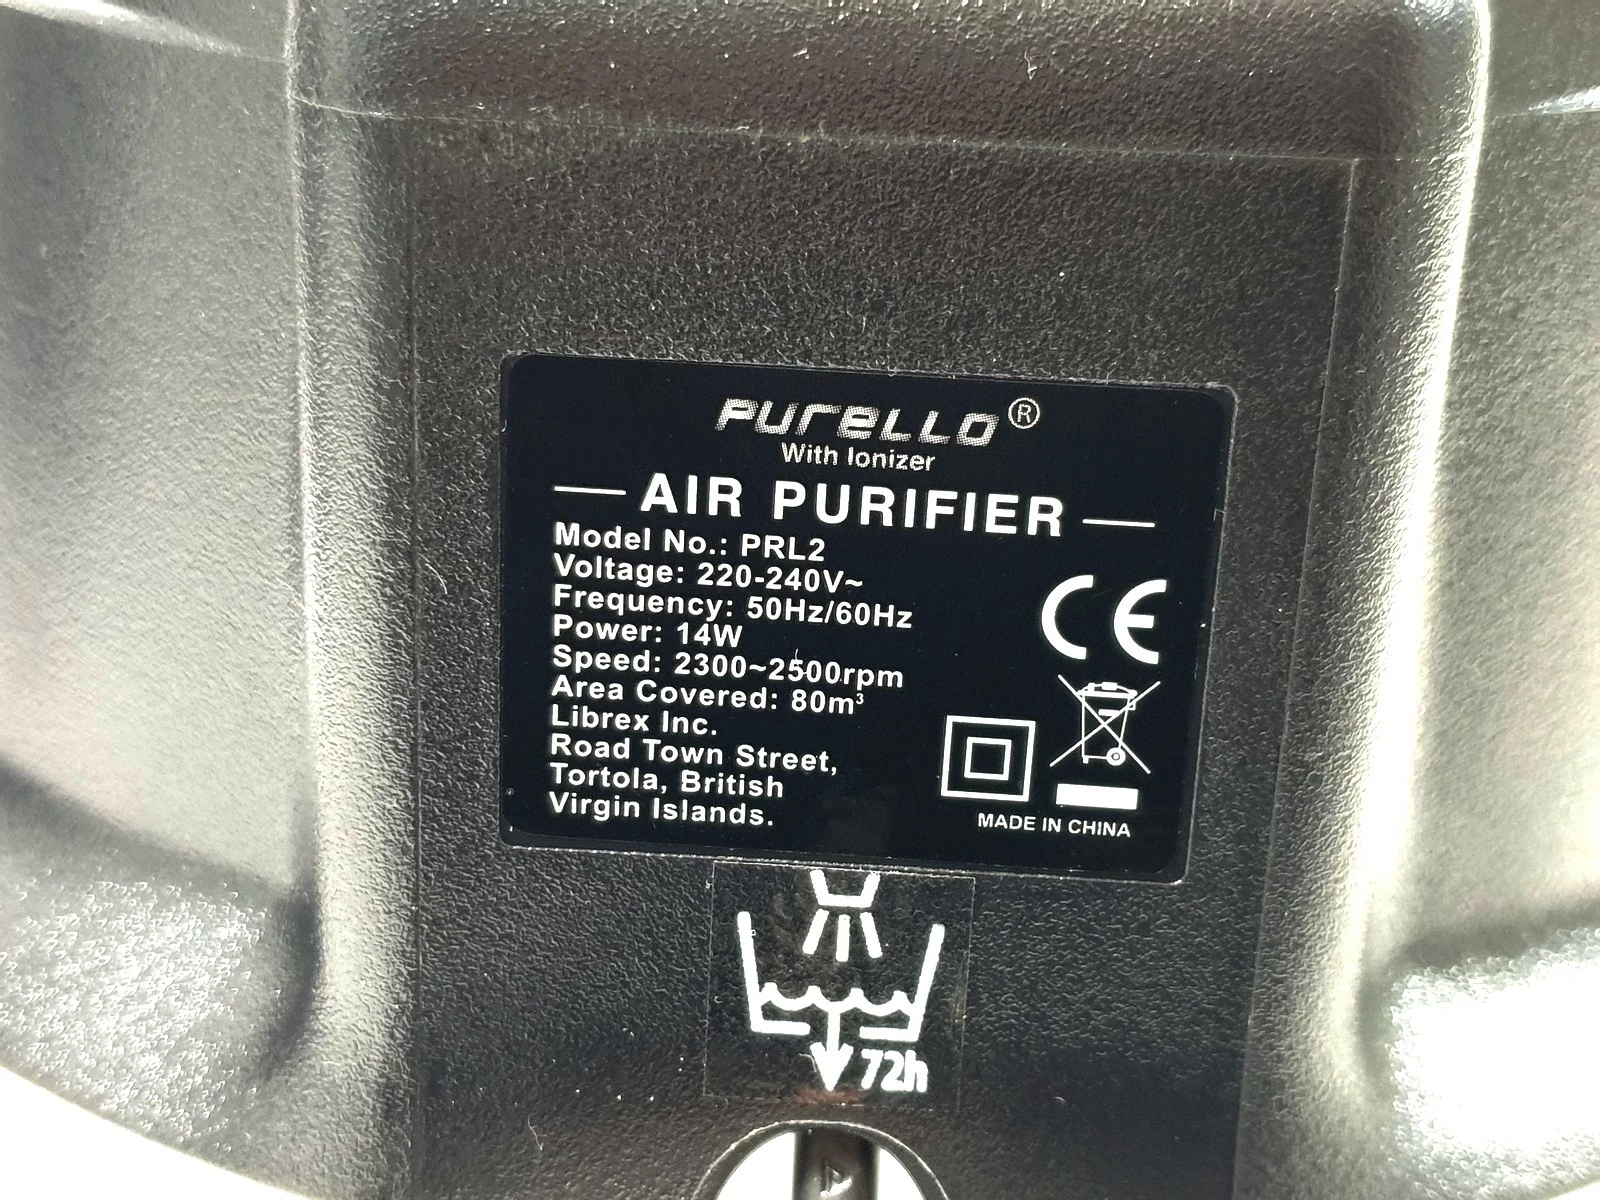 PURELLO®
With Ionizer
AIR PURIFIER
Model No.: PRL2
Voltage: 220-240V~
Frequency: 50Hz/60Hz
Power: 14W
Speed: 2300~2500rpm
Area Covered: 80m³
Librex Inc.
Road Town Street,
Tortola, British
Virgin Islands.
CE
MADE IN CHINA
72h